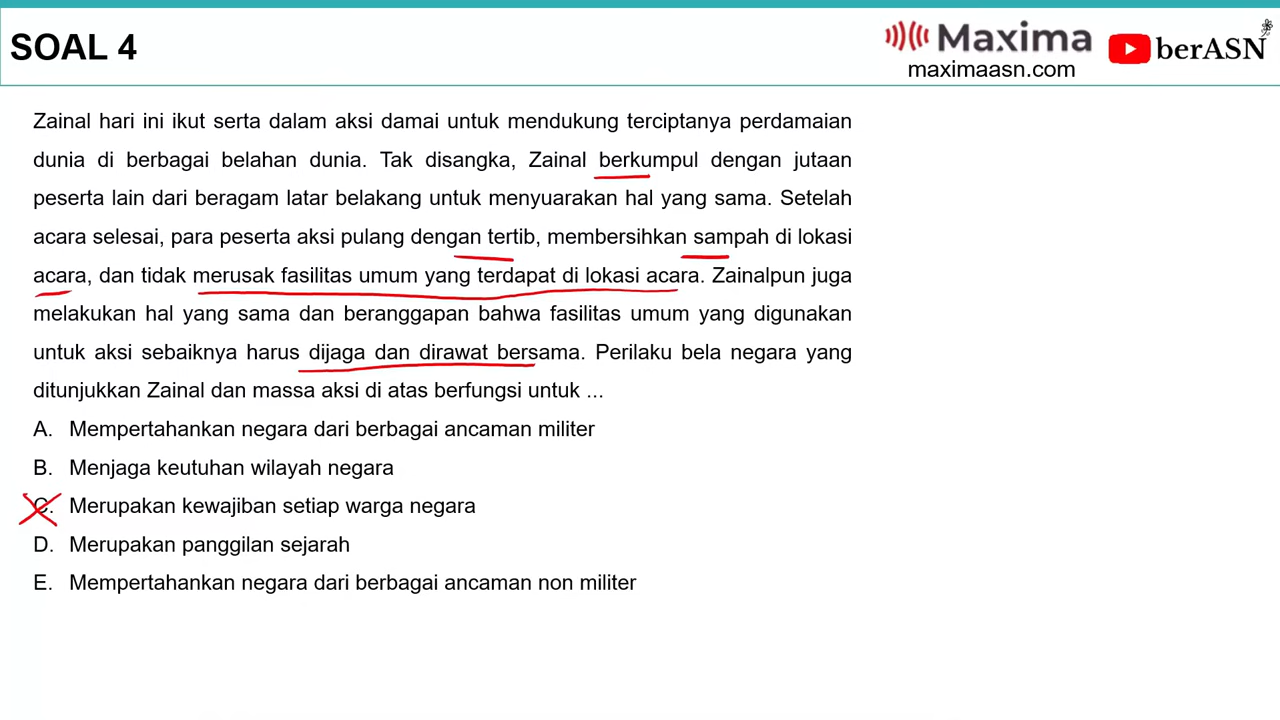 SOAL 4
Maxima
maximaasn.com
berASN
Zainal hari ini ikut serta dalam aksi damai untuk mendukung terciptanya perdamaian
dunia di berbagai belahan dunia. Tak disangka, Zainal berkumpul dengan jutaan
peserta lain dari beragam latar belakang untuk menyuarakan hal yang sama. Setelah
acara selesai, para peserta aksi pulang dengan tertib, membersihkan sampah di lokasi
acara, dan tidak merusak fasilitas umum yang terdapat di lokasi acara. Zainalpun juga
melakukan hal yang sama dan beranggapan bahwa fasilitas umum yang digunakan
untuk aksi sebaiknya harus dijaga dan dirawat bersama. Perilaku bela negara yang
ditunjukkan Zainal dan massa aksi di atas berfungsi untuk ...
A. Mempertahankan negara dari berbagai ancaman militer
B. Menjaga keutuhan wilayah negara
C. Merupakan kewajiban setiap warga negara
D. Merupakan panggilan sejarah
E. Mempertahankan negara dari berbagai ancaman non militer